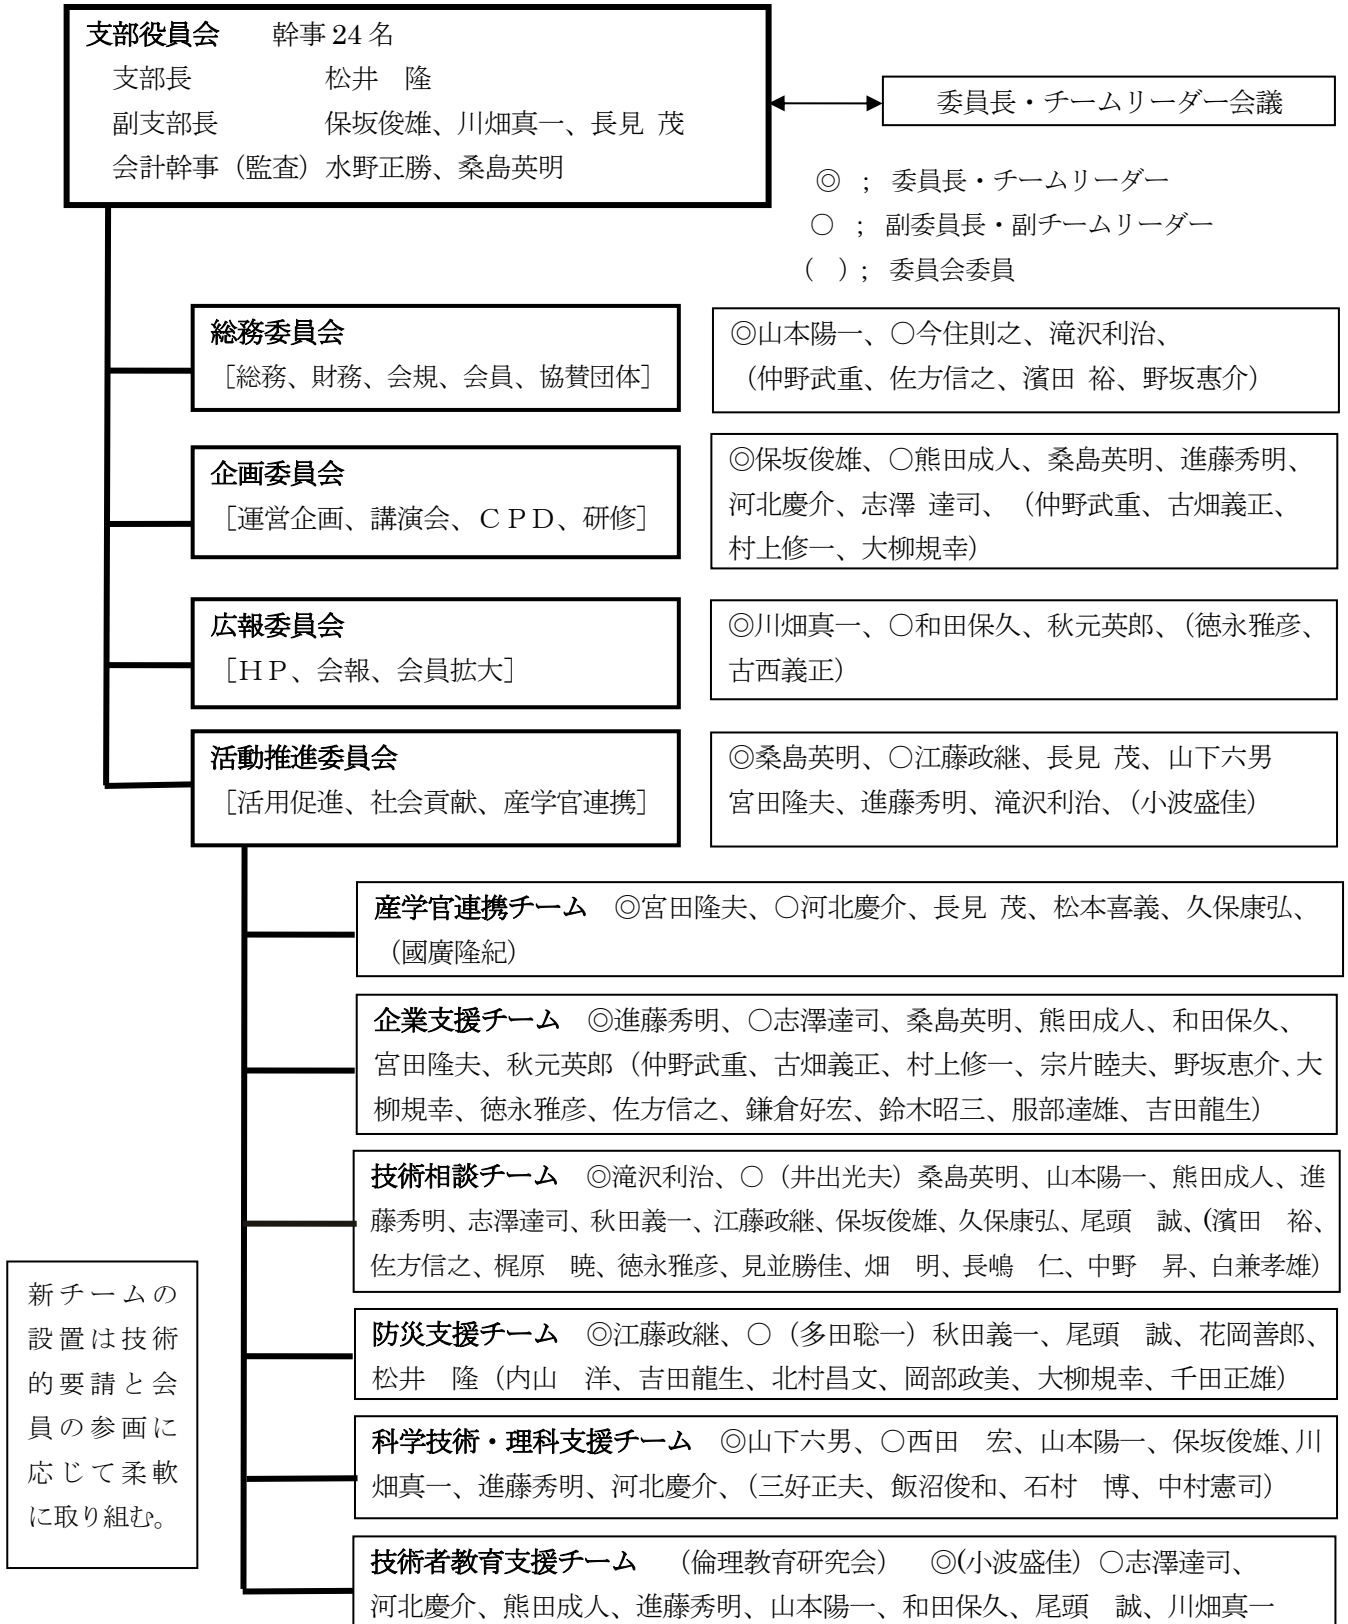 支部役員会　　幹事 24 名
支部長　　　　　松井　隆
副支部長　　　　保坂俊雄、川畑真一、長見 茂
会計幹事（監査）水野正勝、桑島英明
委員長・チームリーダー会議
◎ ； 委員長・チームリーダー
○ ； 副委員長・副チームリーダー
（　）； 委員会委員
総務委員会
［総務、財務、会規、会員、協賛団体］
◎山本陽一、○今住則之、滝沢利治、
（仲野武重、佐方信之、濱田 裕、野坂惠介）
企画委員会
［運営企画、講演会、ＣＰＤ、研修］
◎保坂俊雄、○熊田成人、桑島英明、進藤秀明、
河北慶介、志澤 達司、（仲野武重、古畑義正、
村上修一、大柳規幸）
広報委員会
［ＨＰ、会報、会員拡大］
◎川畑真一、○和田保久、秋元英郎、（徳永雅彦、
古西義正）
活動推進委員会
［活用促進、社会貢献、産学官連携］
◎桑島英明、○江藤政継、長見 茂、山下六男
宮田隆夫、進藤秀明、滝沢利治、（小波盛佳）
産学官連携チーム　◎宮田隆夫、○河北慶介、長見 茂、松本喜義、久保康弘、
（國廣隆紀）
企業支援チーム　◎進藤秀明、○志澤達司、桑島英明、熊田成人、和田保久、
宮田隆夫、秋元英郎（仲野武重、古畑義正、村上修一、宗片睦夫、野坂恵介、大
柳規幸、徳永雅彦、佐方信之、鎌倉好宏、鈴木昭三、服部達雄、吉田龍生）
技術相談チーム　◎滝沢利治、○（井出光夫）桑島英明、山本陽一、熊田成人、進
藤秀明、志澤達司、秋田義一、江藤政継、保坂俊雄、久保康弘、尾頭　誠、(濱田　裕、
佐方信之、梶原　暁、徳永雅彦、見並勝佳、畑　明、長嶋　仁、中野　昇、白兼孝雄）
防災支援チーム　◎江藤政継、○（多田聡一）秋田義一、尾頭　誠、花岡善郎、
松井　隆（内山　洋、吉田龍生、北村昌文、岡部政美、大柳規幸、千田正雄）
科学技術・理科支援チーム　◎山下六男、○西田　宏、山本陽一、保坂俊雄、川
畑真一、進藤秀明、河北慶介、（三好正夫、飯沼俊和、石村　博、中村憲司）
技術者教育支援チーム　（倫理教育研究会）　◎(小波盛佳）○志澤達司、
河北慶介、熊田成人、進藤秀明、山本陽一、和田保久、尾頭　誠、川畑真一
新チームの
設置は技術
的要請と会
員の参画に
応じて柔軟
に取り組む。